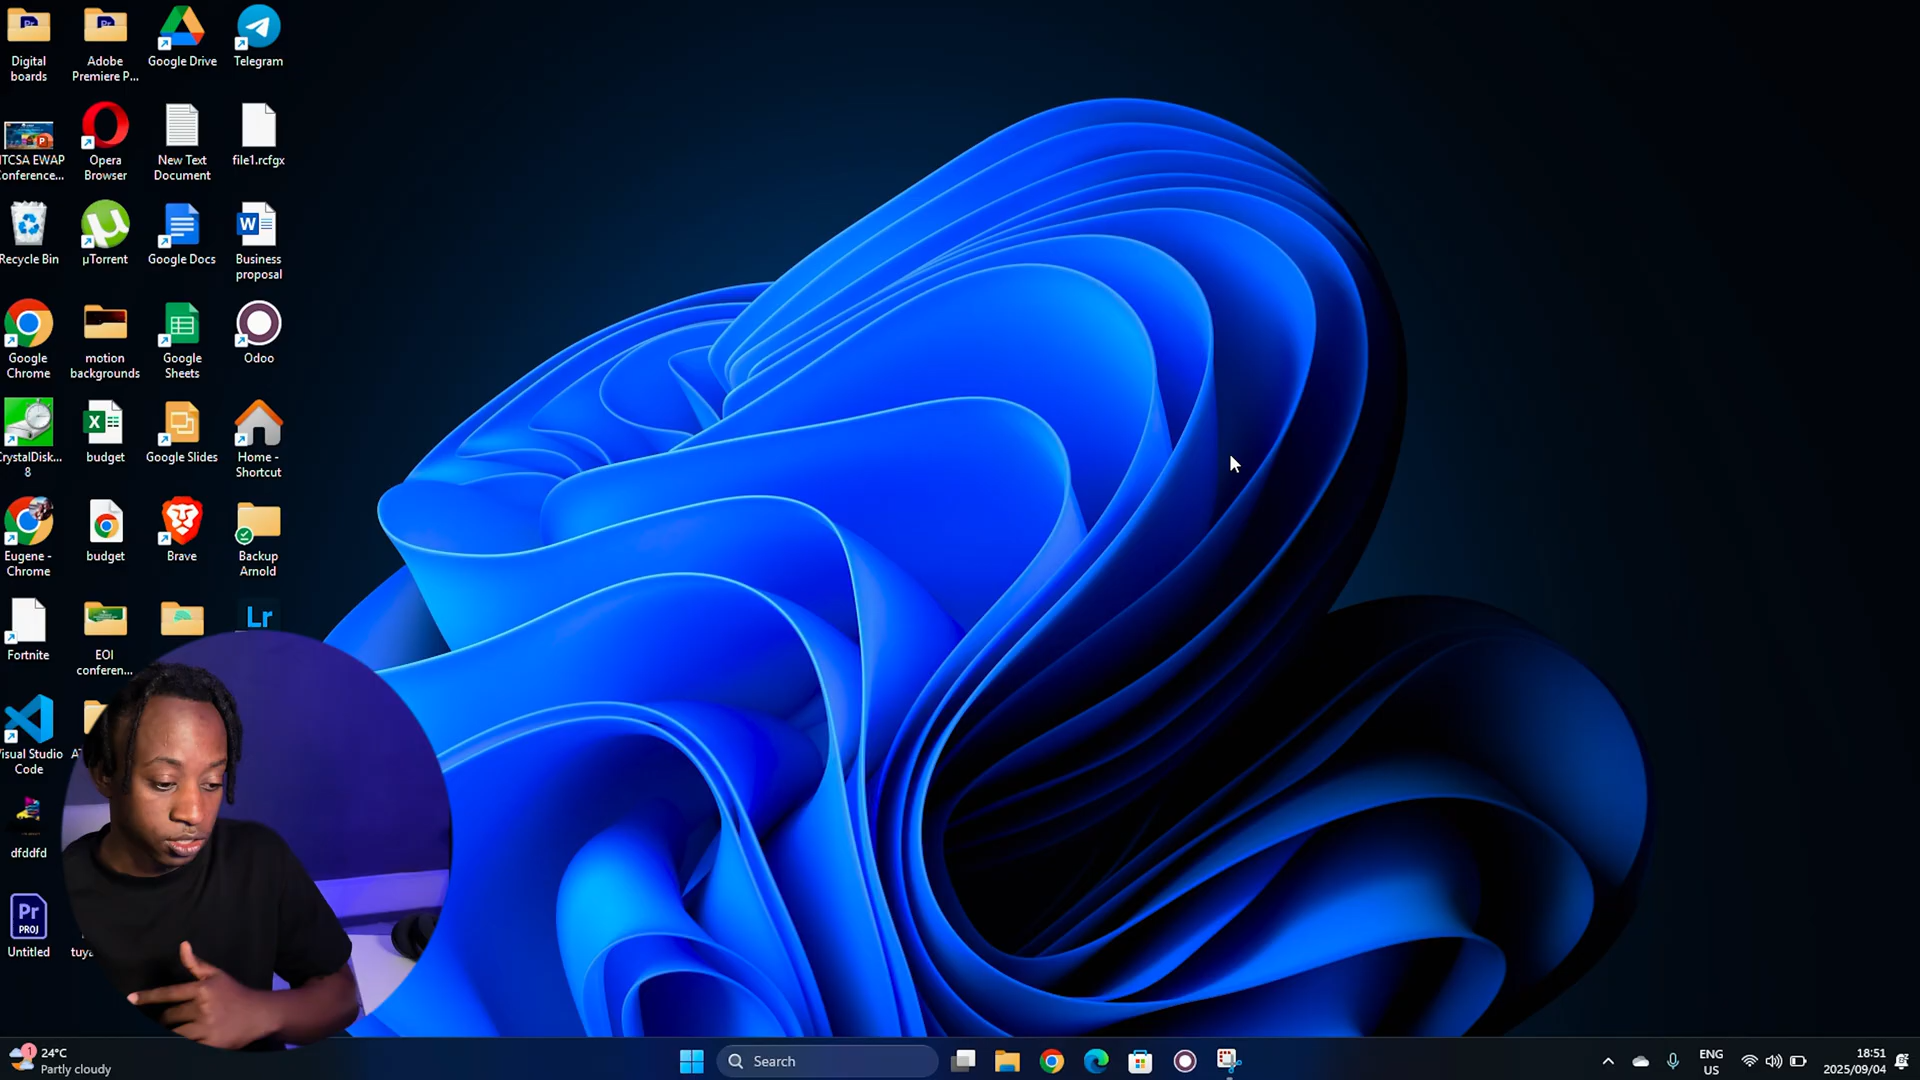 Digital
boards
Adobe
Premiere P...
Google Drive
Telegram
TCSA EWAP
Conference...
Opera
Browser
New Text
Document
file1.rcfgx
Recycle Bin
µTorrent
Google Docs
Business
proposal
Google
Chrome
motion
backgrounds
Google
Sheets
Odoo
CrystalDisk...
8
budget
Google Slides
Home -
Shortcut
Eugene -
Chrome
budget
Brave
Backup
Arnold
Fortnite
EOI
conferen...
Lr
Visual Studio
Code
dfddfd
Pr
PROJ
Untitled
1
24°C
Partly cloudy
Search
ENG
US
18:51
2025/09/04